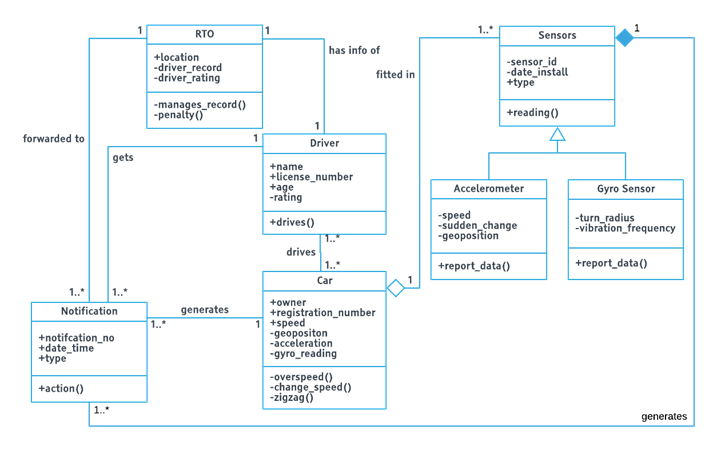 1
RTO
1
+location
-driver_record
-driver_rating
-manages_record()
-penalty()
has info of
forwarded to
gets
1
1
Driver
+name
+license_number
+age
-rating
+drives()
1..*
drives
1..*
Car
+owner
+registration_number
+speed
-geopositon
-acceleration
-gyro_reading
-overspeed()
-change_speed()
-zigzag()
1
fitted in
1..*
Sensors
1
-sensor_id
-date_install
+type
+reading()
Accelerometer
-speed
-sudden_change
-geoposition
+report_data()
Gyro Sensor
-turn_radius
-vibration_frequency
+report_data()
1..*
1..*
Notification
+notifcation_no
+date_time
+type
+action()
generates
1..*
1
1..*
generates